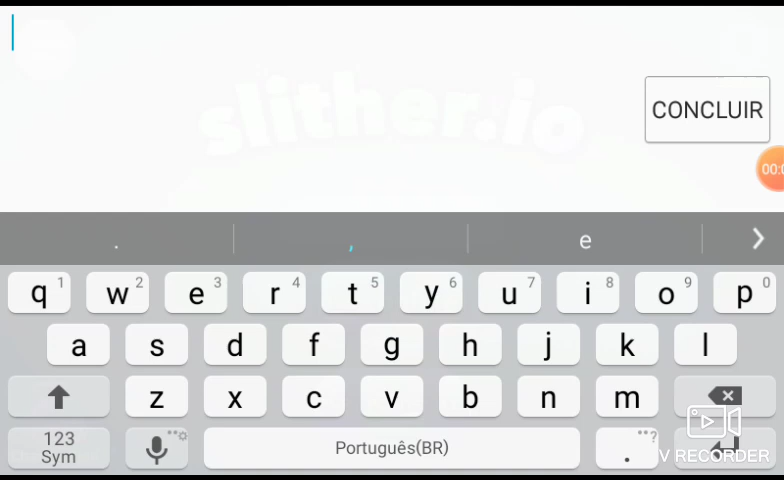 slither.io
CONCLUIR
00:0
. , e
q 1 w 2 e 3 r 4 t 5 y 6 u 7 i 8 o 9 p 0
a s d f g h j k l
z x c v b n m
123
Sym
Português(BR)
. ?
V RECORDER